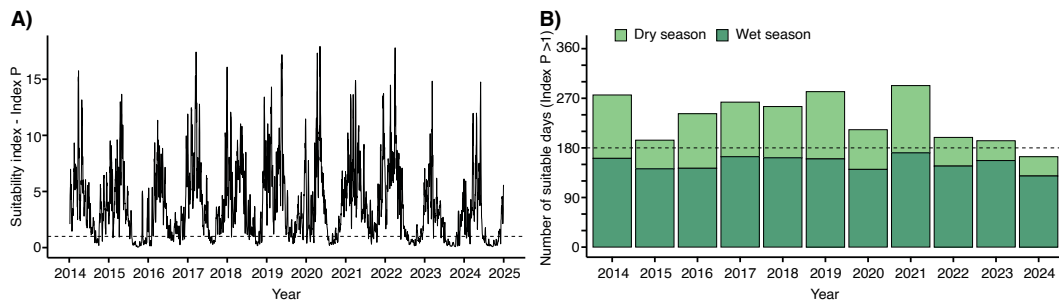 A)
Suitability index - Index P
15
10
5
0
2014 2015 2016 2017 2018 2019 2020 2021 2022 2023 2024 2025
Year
B)
Dry season Wet season
Number of suitable days (Index P >1)
360
270
180
90
0
2014 2015 2016 2017 2018 2019 2020 2021 2022 2023 2024
Year